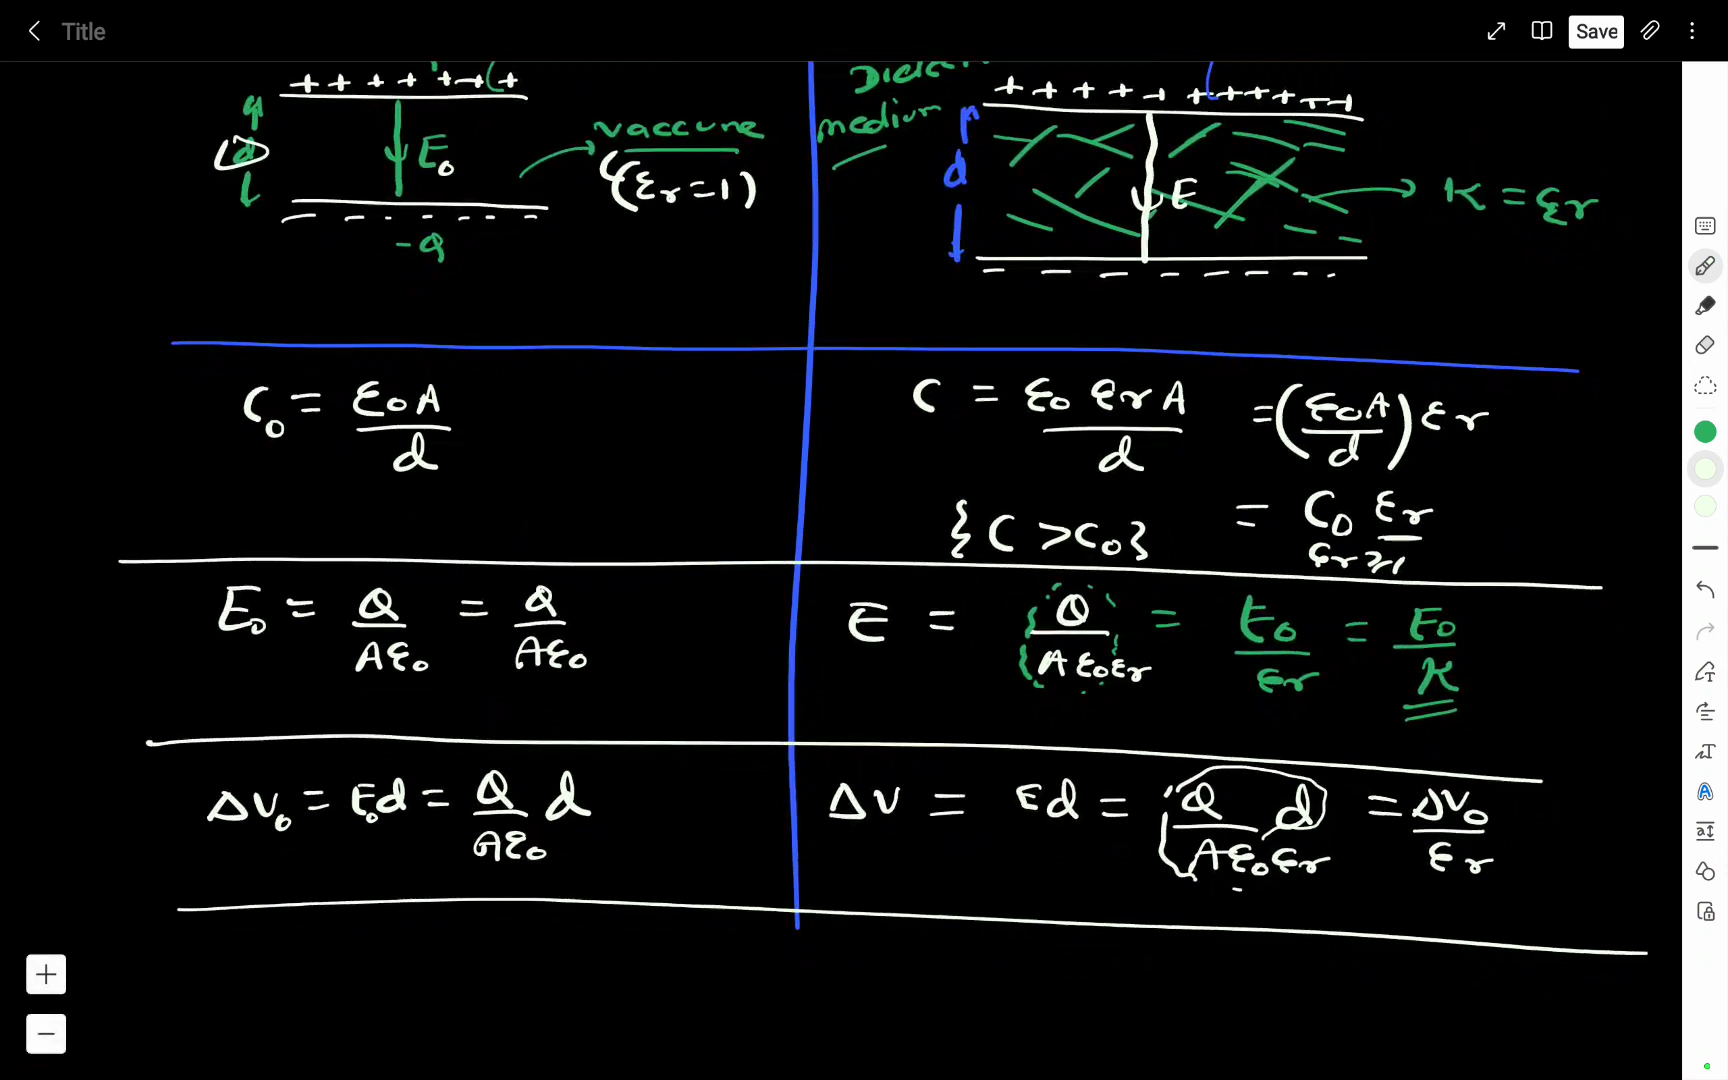 Title
Save
+ + + + + + +
d
E₀
vaccume
(εr=1)
-Q
medium
+ + + + + + + + + +
d
E
K = εr
C₀ = ε₀A / d
C = ε₀ εr A / d = (ε₀A / d) εr
{C > C₀}
= C₀ εr
εr ≥ 1
E₀ = Q / Aε₀ = Q / Aε₀
E = Q / Aε₀εr = E₀ / εr = E₀ / K
ΔV₀ = E₀d = Q / Aε₀ d
ΔV = Ed = Q d / Aε₀εr = ΔV₀ / εr